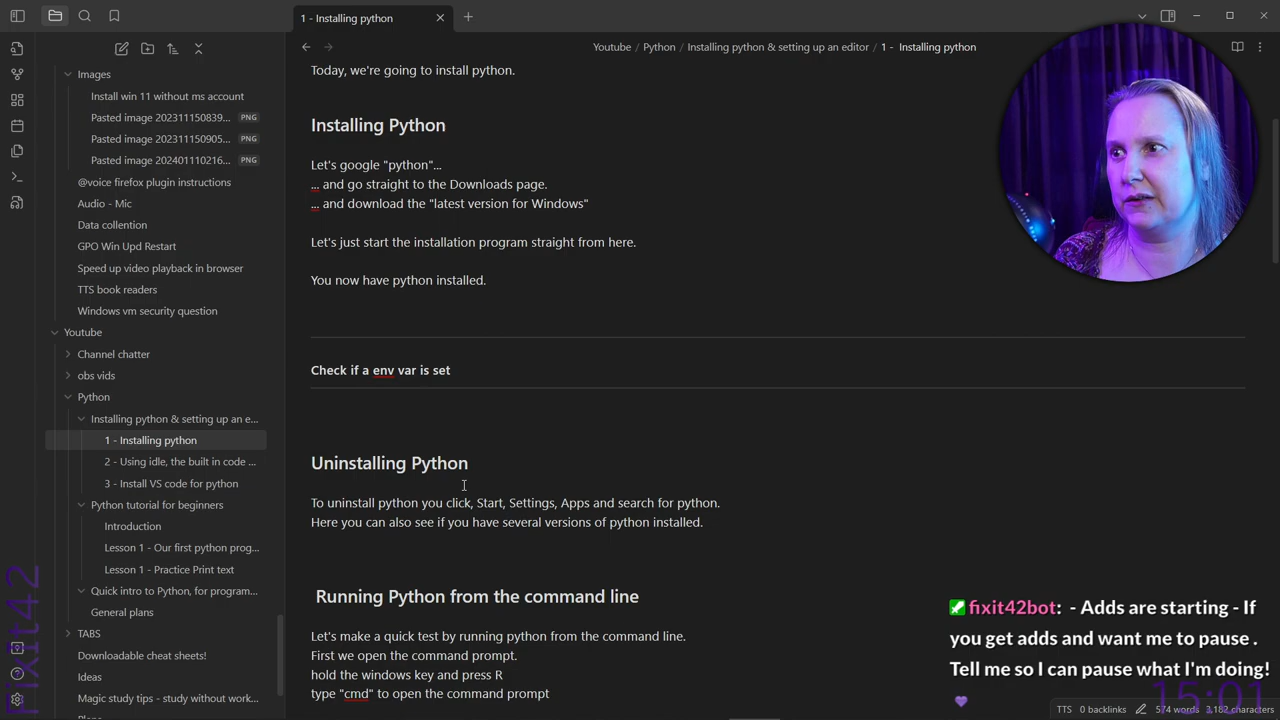 1 - Installing python
Youtube / Python / Installing python & setting up an editor / 1 - Installing python
Images
Install win 11 without ms account
Pasted image 202311150839... PNG
Pasted image 202311150905... PNG
Pasted image 202401110216... PNG
@voice firefox plugin instructions
Audio - Mic
Data collention
GPO Win Upd Restart
Speed up video playback in browser
TTS book readers
Windows vm security question
Youtube
Channel chatter
obs vids
Python
Installing python & setting up an e...
1 - Installing python
2 - Using idle, the built in code ...
3 - Install VS code for python
Python tutorial for beginners
Introduction
Lesson 1 - Our first python prog...
Lesson 1 - Practice Print text
Quick intro to Python, for program...
General plans
TABS
Downloadable cheat sheets!
Ideas
Magic study tips - study without work...
Today, we're going to install python.
Installing Python
Let's google "python"...
... and go straight to the Downloads page.
... and download the "latest version for Windows"
Let's just start the installation program straight from here.
You now have python installed.
Check if a env var is set
Uninstalling Python
To uninstall python you click, Start, Settings, Apps and search for python.
Here you can also see if you have several versions of python installed.
Running Python from the command line
Let's make a quick test by running python from the command line.
First we open the command prompt.
hold the windows key and press R
type "cmd" to open the command prompt
fixit42bot: - Adds are starting - If
you get adds and want me to pause .
Tell me so I can pause what I'm doing!
Fixit42
15:01
TTS 0 backlinks 574 words 3,182 characters